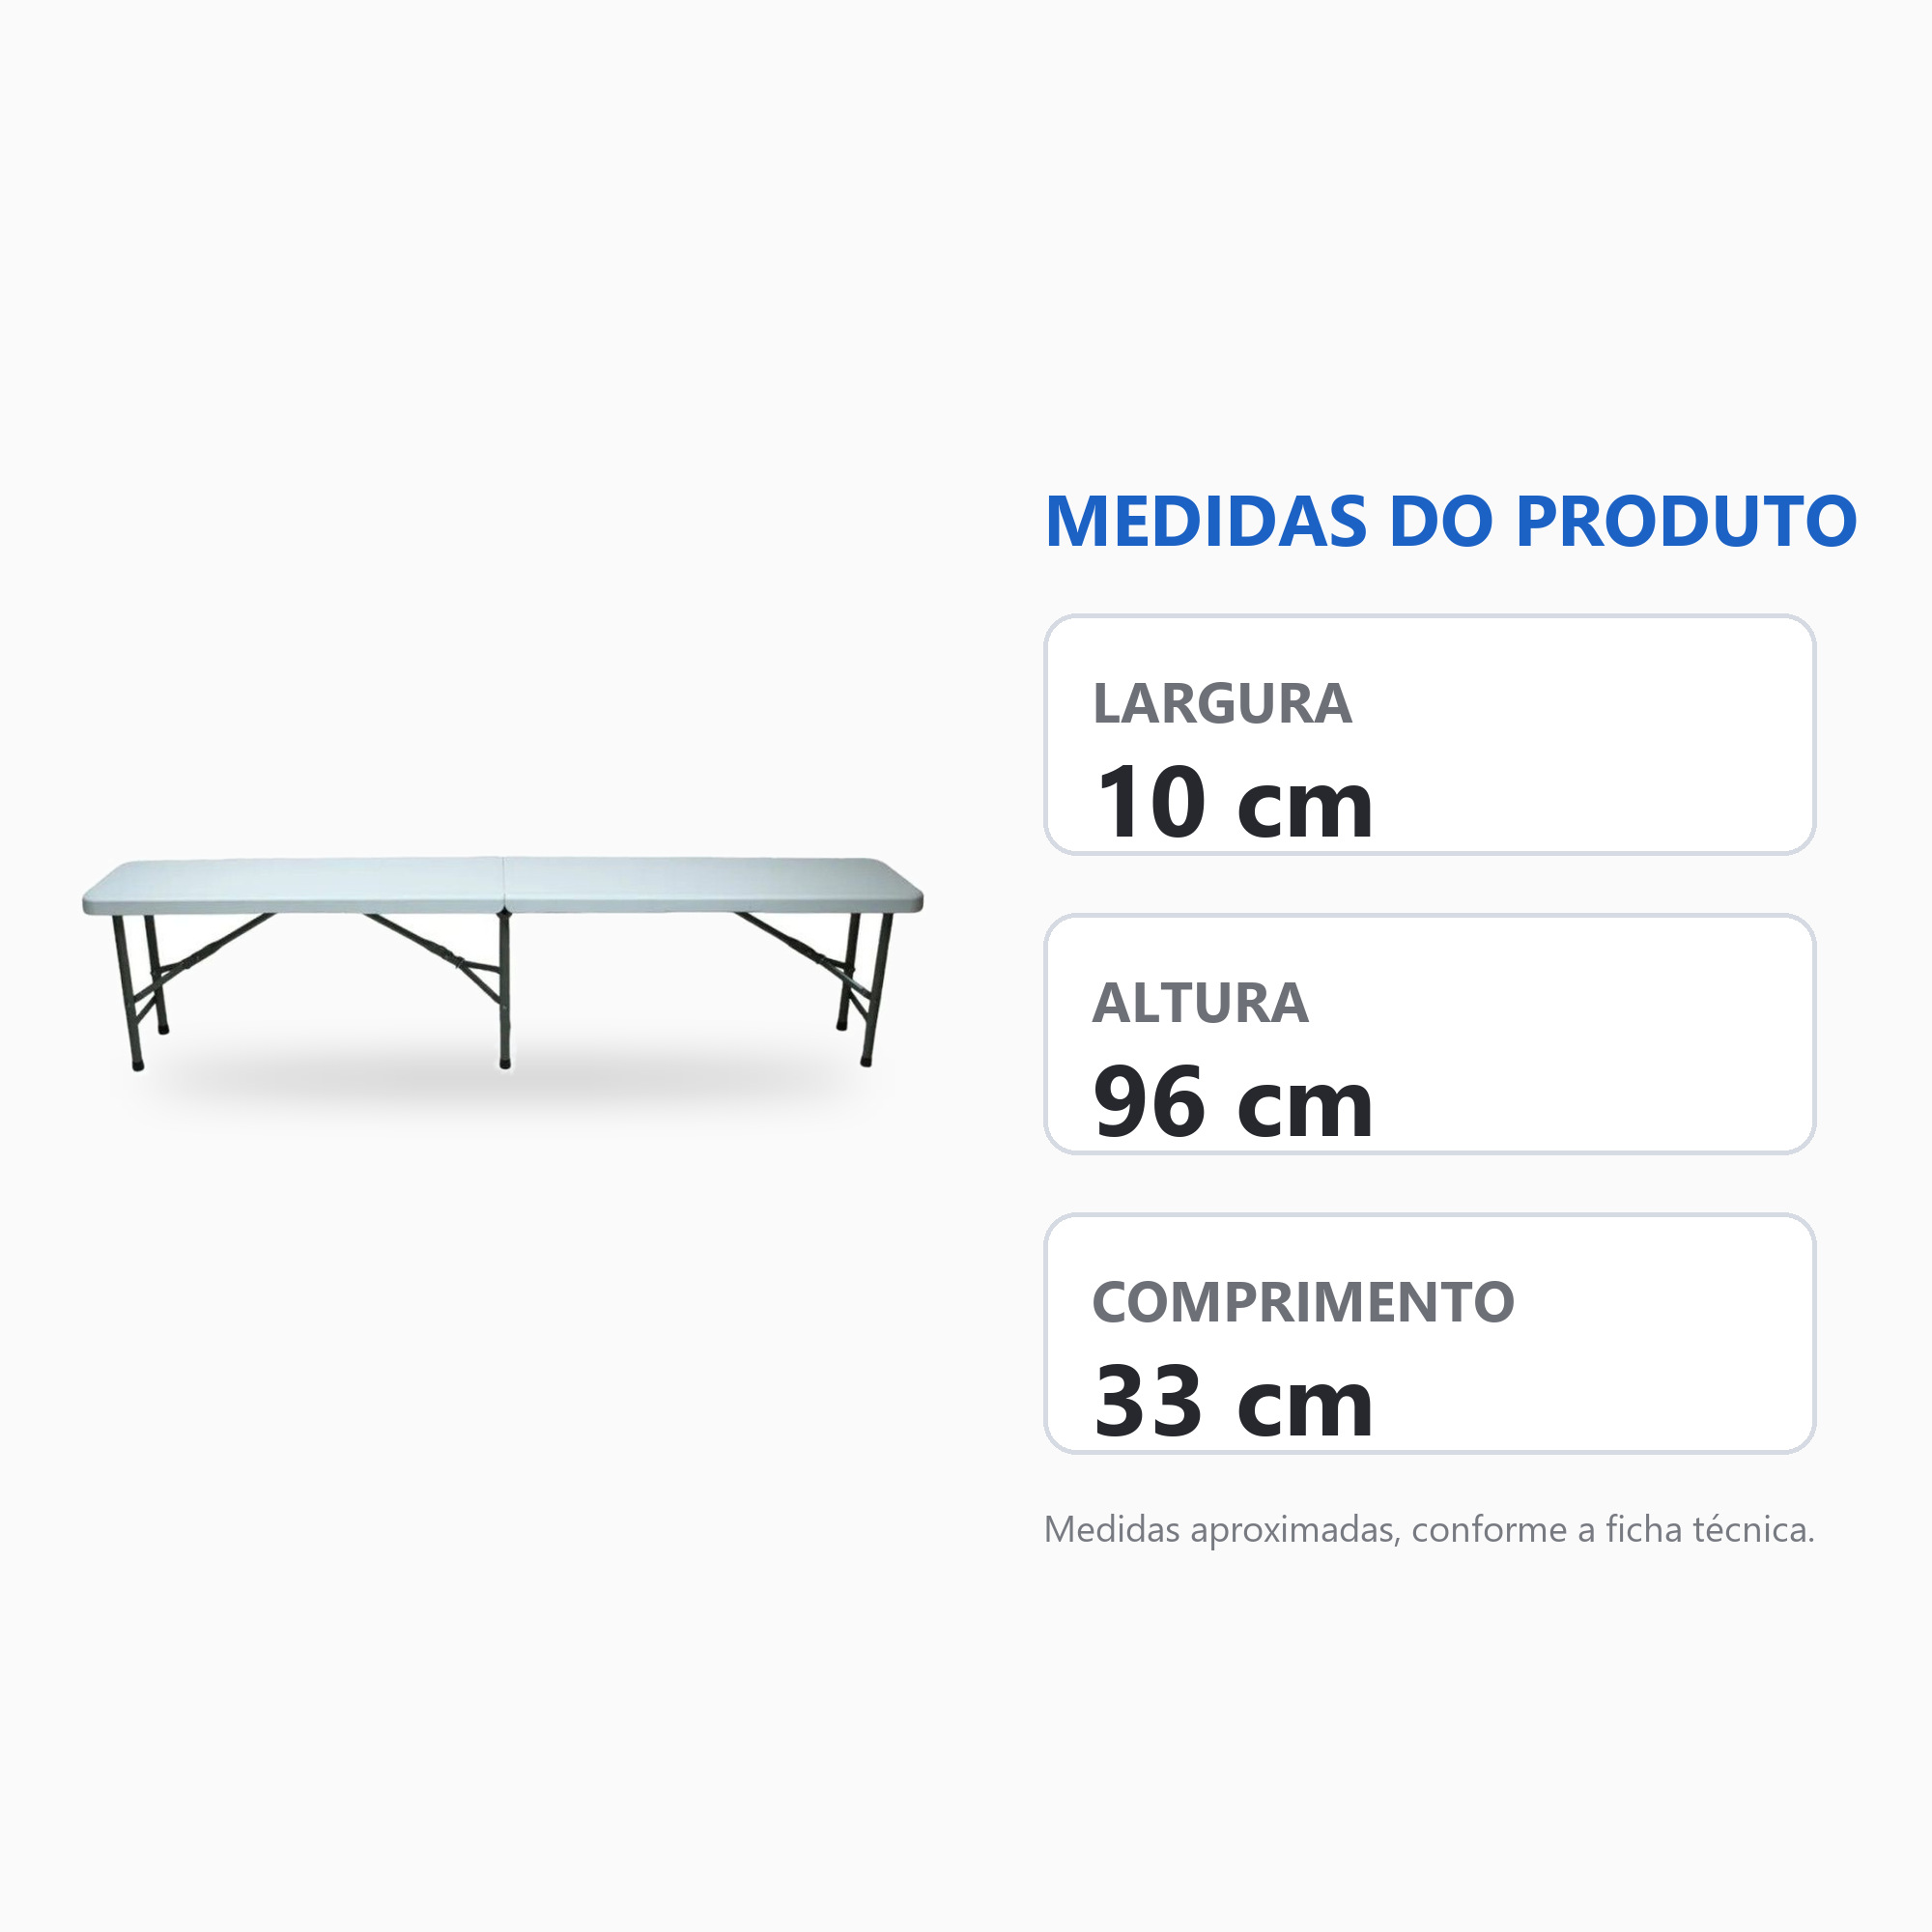 MEDIDAS DO PRODUTO
LARGURA
10 cm
ALTURA
96 cm
COMPRIMENTO
33 cm
Medidas aproximadas, conforme a ficha técnica.